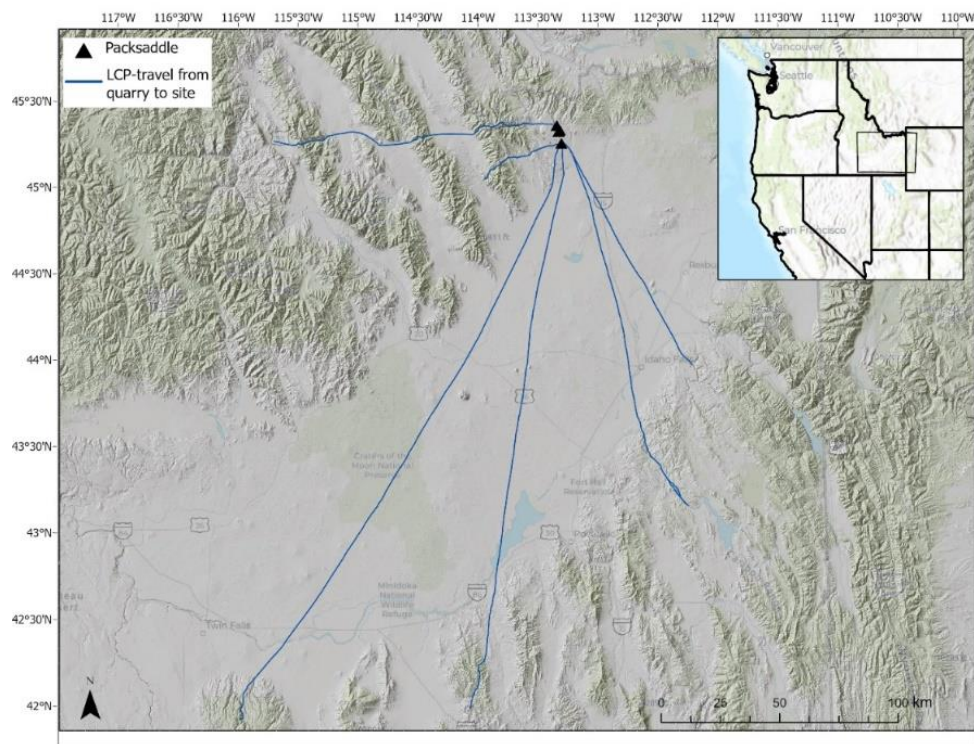 117°W 116°W 115°30'W 115°W 114°30'W 114°W 113°30'W 113°W 112°30'W 112°W 111°30'W 111°W 110°30'W 110°W
Packsaddle
LCP-travel from
quarry to site
Vancouver
Seattle
San Francisco
45°30'N
45°N
44°30'N
44°N
Idaho Falls
43°30'N
Craters of the
Moon National
Preserve
Fort Hall
Reservation
43°N
Minidoka
National
Wildlife
Refuge
42°30'N
Twin Falls
42°N
N
0 25 50 100 km